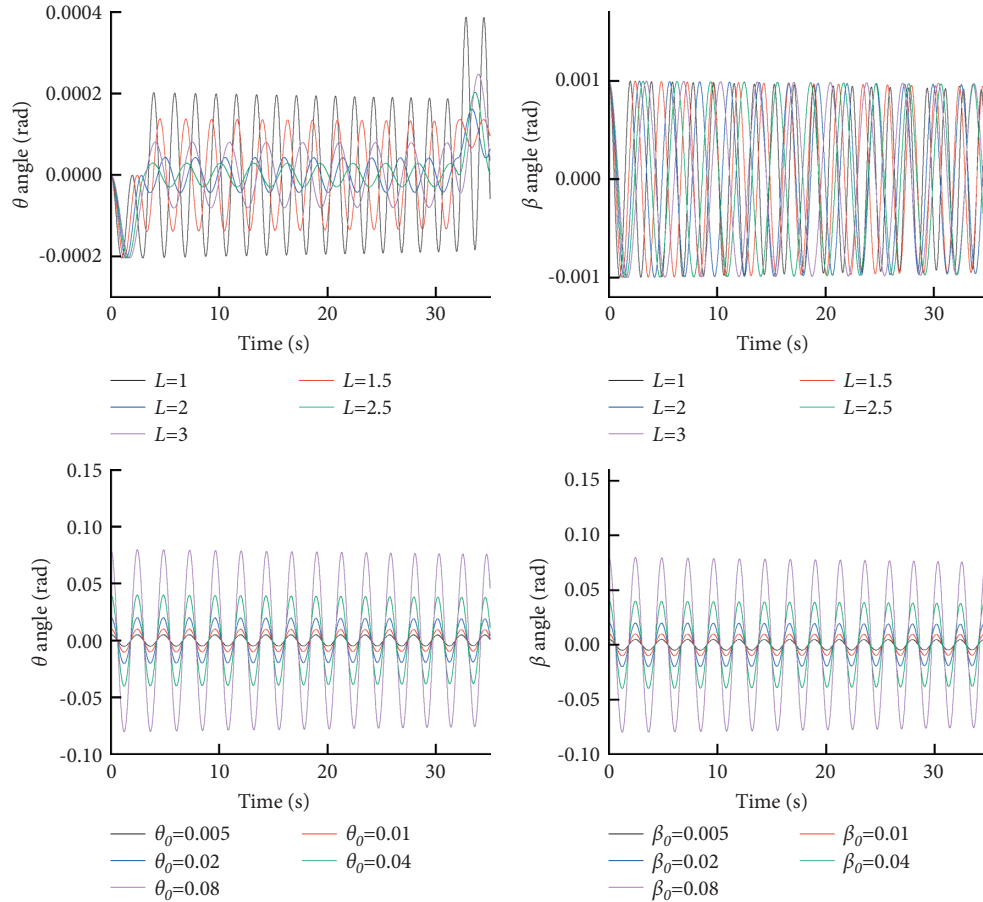 0.0004
0.0002
0.0000
-0.0002
θ angle (rad)
0 10 20 30
Time (s)
L=1 L=1.5
L=2 L=2.5
L=3
0.001
0.000
-0.001
β angle (rad)
0 10 20 30
Time (s)
L=1 L=1.5
L=2 L=2.5
L=3
0.15
0.10
0.05
0.00
-0.05
-0.10
θ angle (rad)
0 10 20 30
Time (s)
θ0=0.005 θ0=0.01
θ0=0.02 θ0=0.04
θ0=0.08
0.15
0.10
0.05
0.00
-0.05
-0.10
β angle (rad)
0 10 20 30
Time (s)
β0=0.005 β0=0.01
β0=0.02 β0=0.04
β0=0.08